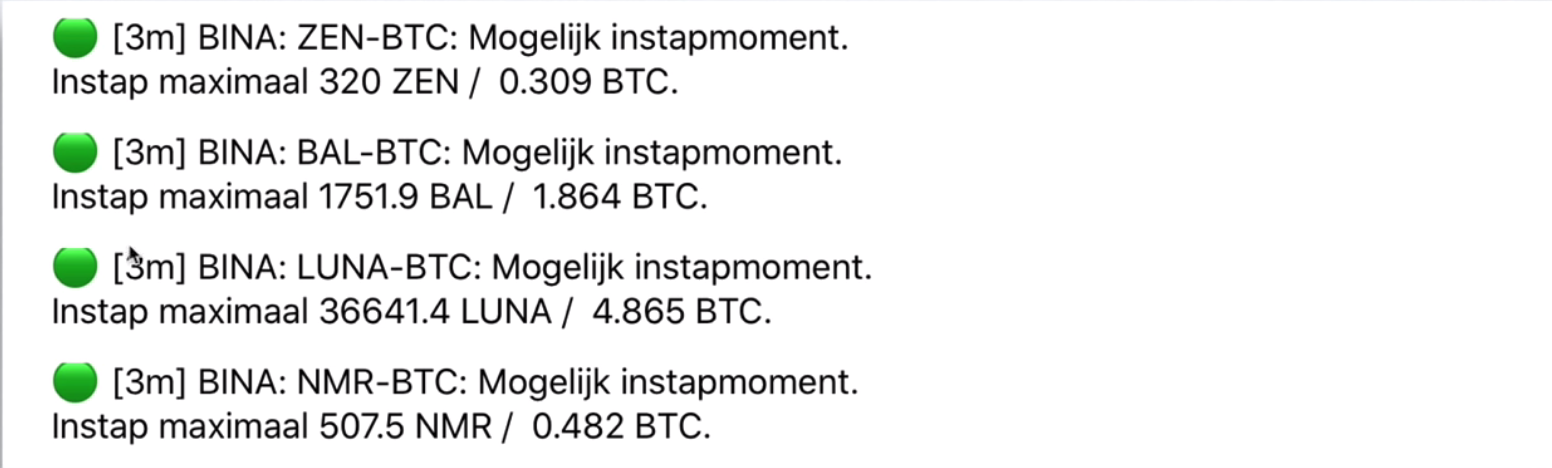 🟢 [3m] BINA: ZEN-BTC: Mogelijk instapmoment.
Instap maximaal 320 ZEN / 0.309 BTC.
🟢 [3m] BINA: BAL-BTC: Mogelijk instapmoment.
Instap maximaal 1751.9 BAL / 1.864 BTC.
🟢 [3m] BINA: LUNA-BTC: Mogelijk instapmoment.
Instap maximaal 36641.4 LUNA / 4.865 BTC.
🟢 [3m] BINA: NMR-BTC: Mogelijk instapmoment.
Instap maximaal 507.5 NMR / 0.482 BTC.